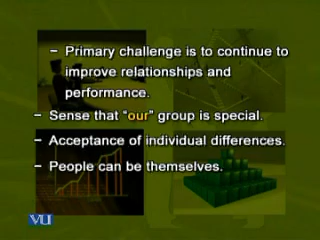 – Primary challenge is to continue to
improve relationships and
performance.
– Sense that "our" group is special.
– Acceptance of individual differences.
– People can be themselves.
VU